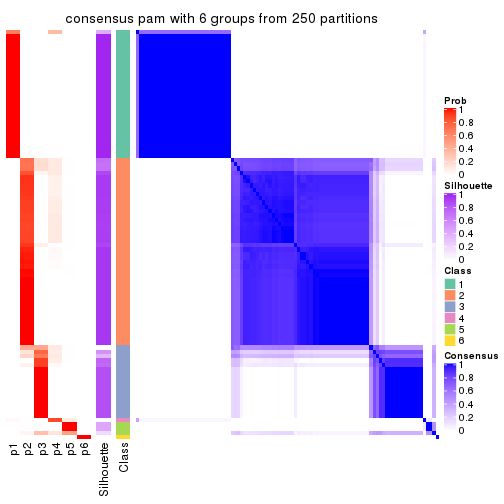 consensus pam with 6 groups from 250 partitions
Prob
1
0.8
0.6
0.4
0.2
0
Silhouette
1
0.8
0.6
0.4
0.2
0
Class
1
2
3
4
5
6
Consensus
1
0.8
0.6
0.4
0.2
0
p1
p2
p3
p4
p5
p6
Silhouette
Class